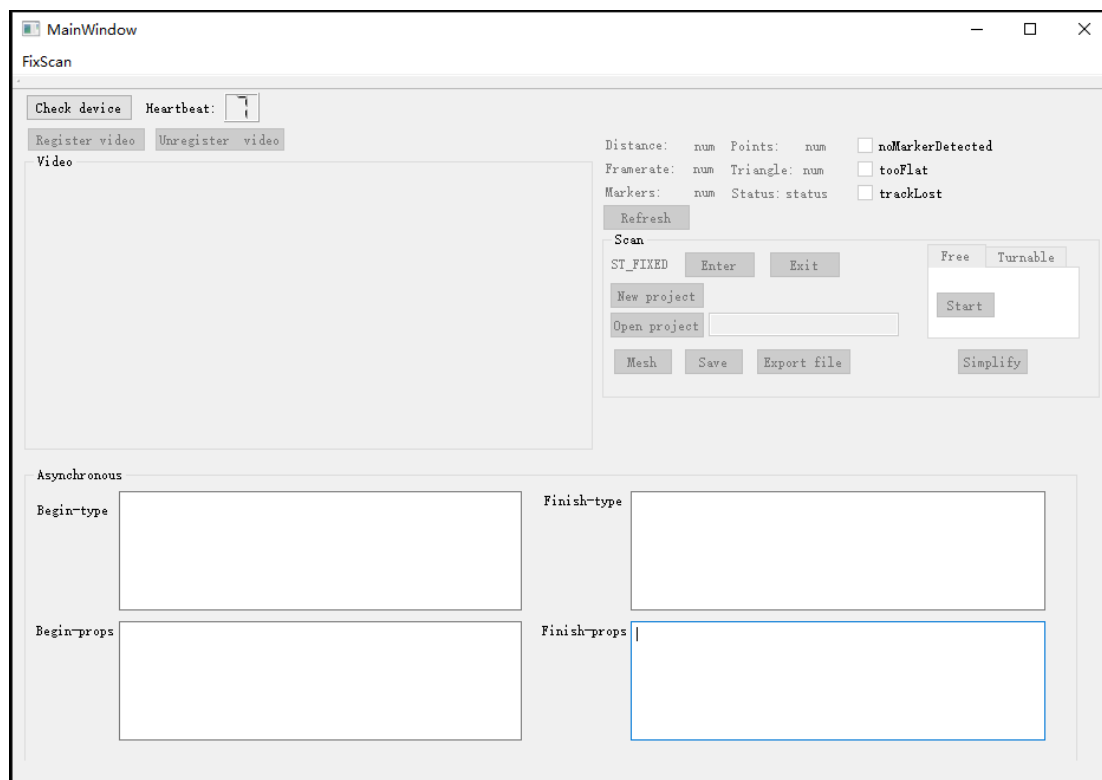 MainWindow
FixScan
Check device Heartbeat: 7
Register video Unregister video
Video
Distance: num Points: num noMarkerDetected
Framerate: num Triangle: num tooFlat
Markers: num Status: status trackLost
Refresh
Scan
ST_FIXED Enter Exit
New project
Open project
Free Turnable
Start
Mesh Save Export file Simplify
Asynchronous
Begin-type
Finish-type
Begin-props
Finish-props